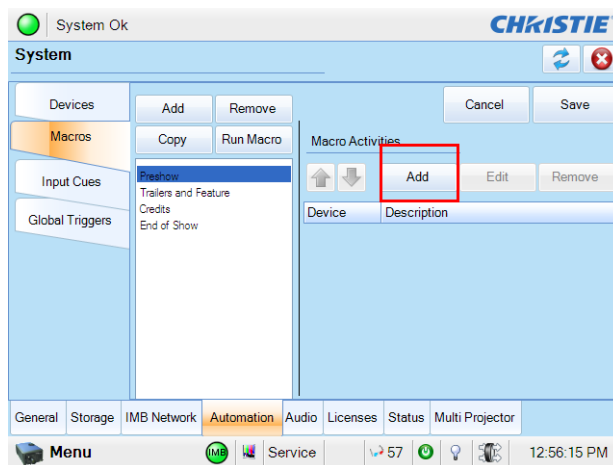 System Ok
CHRISTIE
System
Devices
Macros
Input Cues
Global Triggers
Add Remove
Copy Run Macro
Preshow
Trailers and Feature
Credits
End of Show
Cancel Save
Macro Activities
Add Edit Remove
Device Description
General Storage IMB Network Automation Audio Licenses Status Multi Projector
Menu IMB Service 57 12:56:15 PM